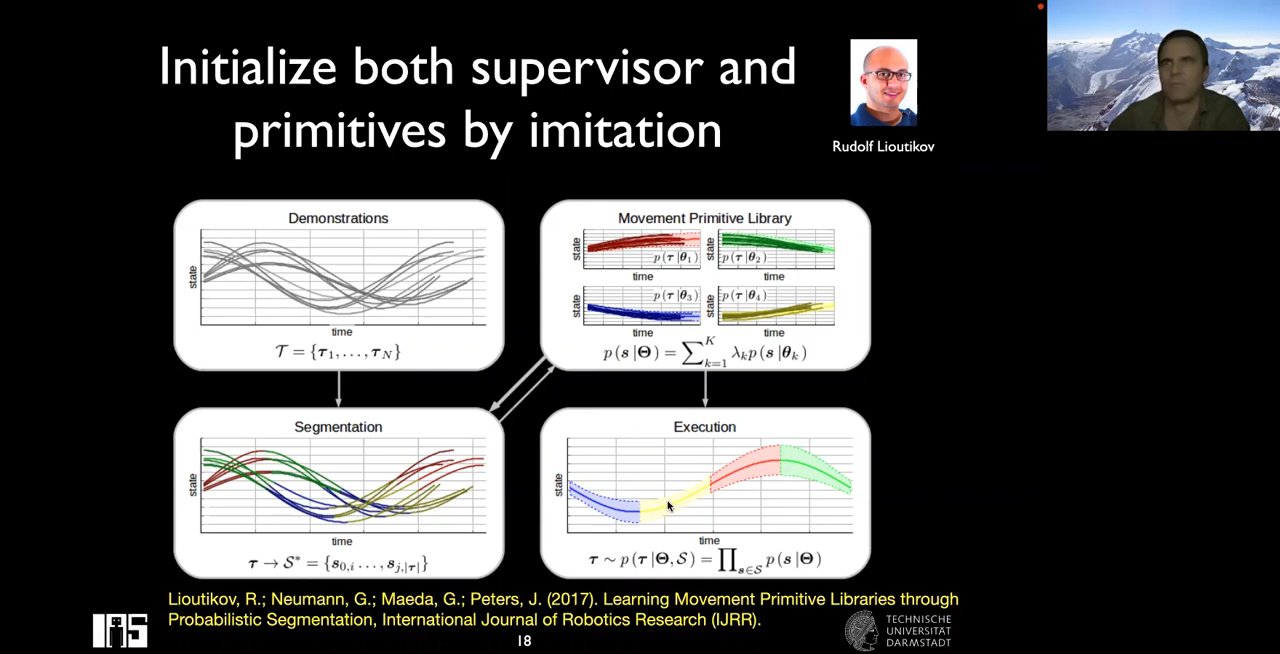 Initialize both supervisor and
primitives by imitation
Rudolf Lioutikov
Demonstrations
state
time
𝒯 = {τ₁, . . . , τ_N}
Movement Primitive Library
state
p(τ|θ₁)
time
state
p(τ|θ₂)
time
state
p(τ|θ₃)
time
state
p(τ|θ₄)
time
p(s|Θ) = ∑_{k=1}^{K} λ_k p(s|θ_k)
Segmentation
state
time
τ → 𝒮* = {s_{0,i} . . . , s_{j,|τ|}}
Execution
state
time
τ ∼ p(τ|Θ, 𝒮) = ∏_{s∈𝒮} p(s|Θ)
Lioutikov, R.; Neumann, G.; Maeda, G.; Peters, J. (2017). Learning Movement Primitive Libraries through
Probabilistic Segmentation, International Journal of Robotics Research (IJRR).
IAS
18
TECHNISCHE
UNIVERSITÄT
DARMSTADT